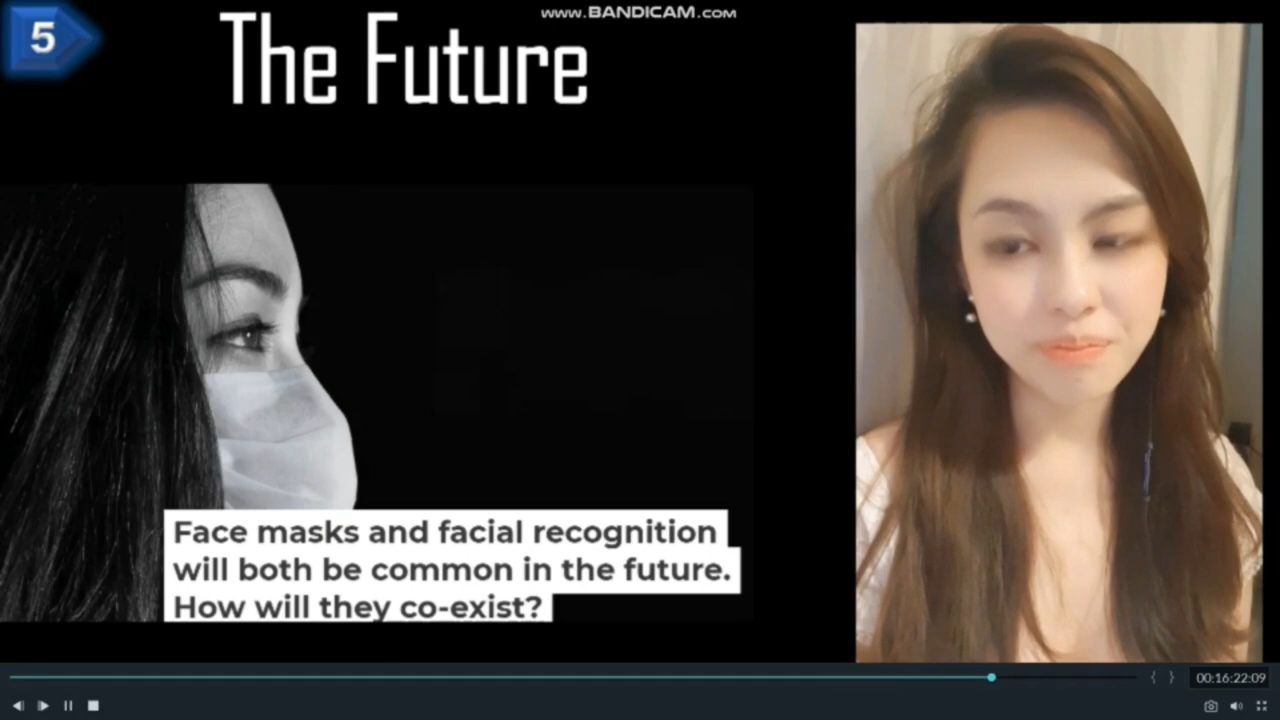 www.BANDICAM.com
5
The Future
Face masks and facial recognition
will both be common in the future.
How will they co-exist?
00:16:22:09